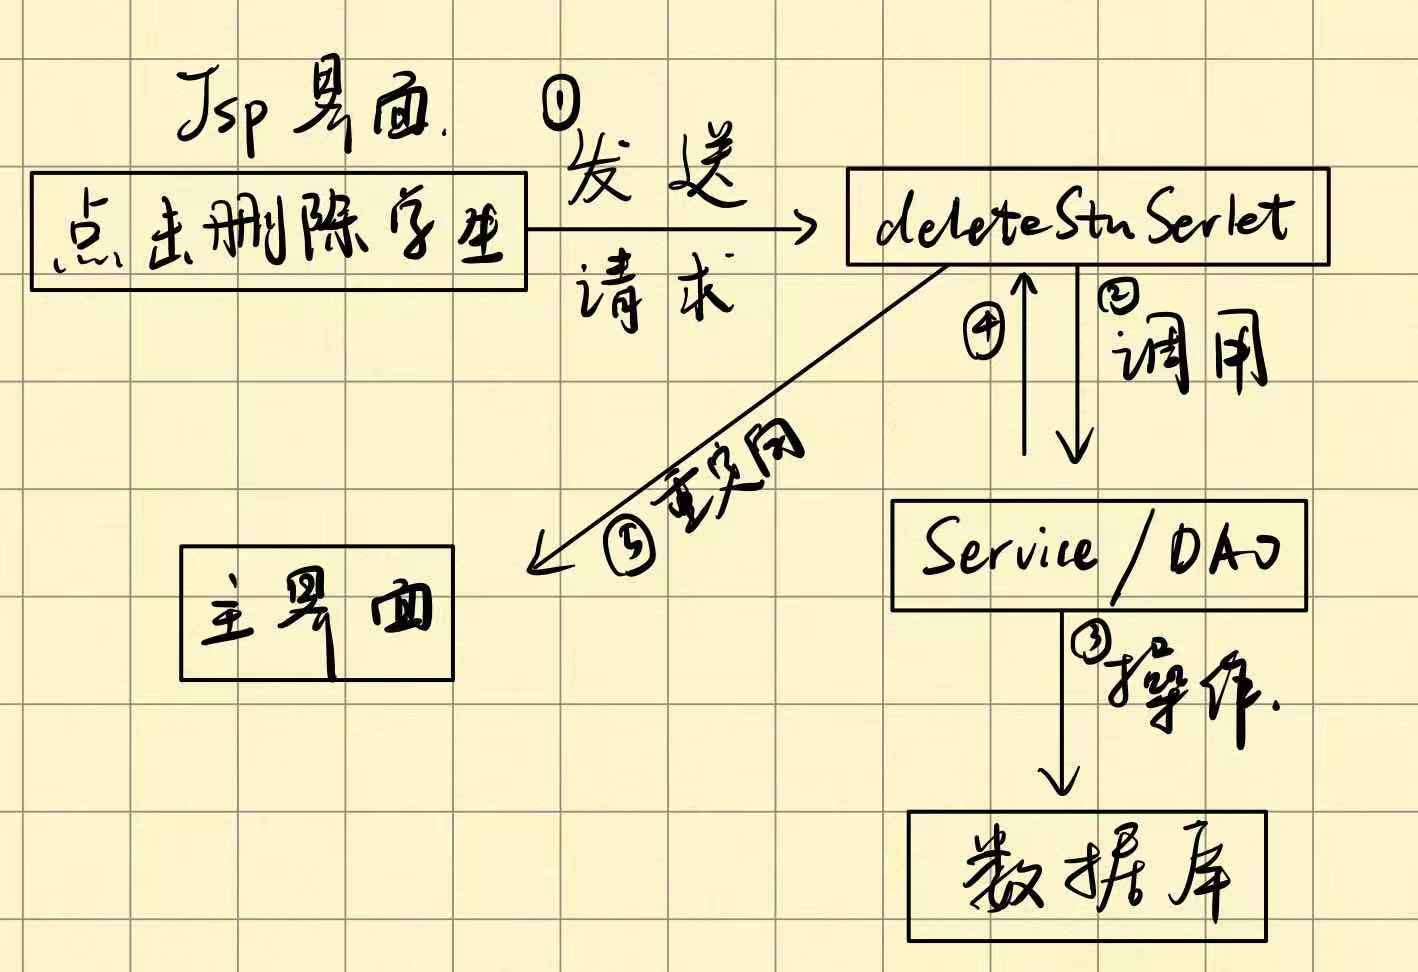 Jsp界面.
①
发送
点击删除学生
请求
deleteStuSerlet
④
②
调用
⑤重定向
Service/DAO
主界面
③
操作.
数据库